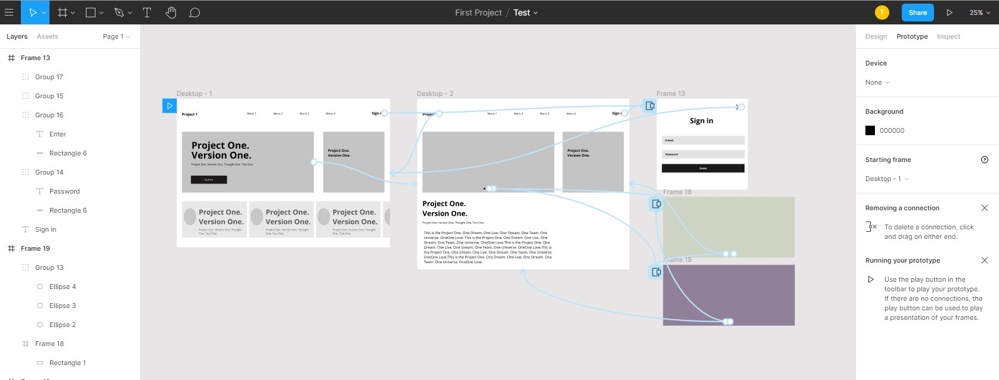 First Project / Test
T
Share
25%
Layers
Assets
Page 1
Frame 13
Group 17
Group 15
Group 16
Enter
Rectangle 6
Group 14
Password
Rectangle 6
Sign in
Frame 19
Group 13
Ellipse 4
Ellipse 3
Ellipse 2
Frame 18
Rectangle 1
Desktop - 1
Project 1
Menu 1
Menu 2
Menu 3
Menu 4
Sign i
Project One.
Version One.
Project One. Version One. Thought One. Test One.
Button
Project One.
Version One.
Project One.
Version One.
Project One. Version One. Thought
One. Test One.
Project One.
Version One.
Project One. Version One. Thought
One. Test One.
Project One.
Version One.
Project One. Version One. Thought
One. Test One.
Desktop - 2
Project
Menu 1
Menu 2
Menu 3
Menu 4
Sign i
Project One.
Version One.
Project One.
Version One.
Project One. Version One. Thought One. Test One.
This is the Project One. One Dream. One Live. One Stream. One Team. One
Universe. OneOne Love. This is the Project One. One Dream. One Live. One
Stream. One Team. One Universe. OneOne Love.This is the Project One. One
Dream. One Live. One Stream. One Team. One Universe. OneOne Love.This is
the Project One. One Dream. One Live. One Stream. One Team. One Universe.
OneOne Love.This is the Project One. One Dream. One Live. One Stream. One
Team. One Universe. OneOne Love.
Frame 13
Sign in
E-mail
Password
Enter
Frame 18
Frame 19
Design
Prototype
Inspect
Device
None
Background
000000
Starting frame
Desktop - 1
Removing a connection
To delete a connection, click
and drag on either end.
Running your prototype
Use the play button in the
toolbar to play your prototype.
If there are no connections, the
play button can be used to play
a presentation of your frames.